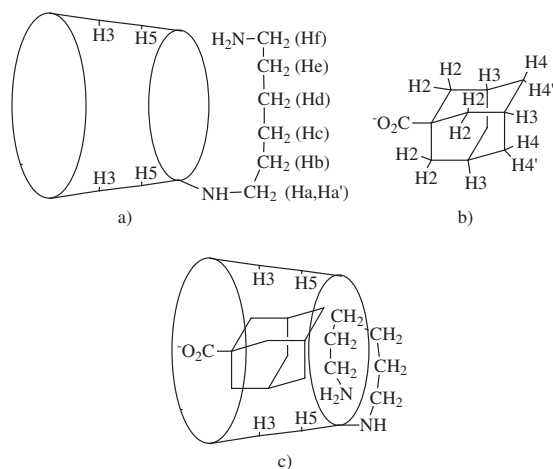 H3 H5
H2N—CH2 (Hf)
CH2 (He)
CH2 (Hd)
CH2 (Hc)
CH2 (Hb)
H3 H5
NH—CH2 (Ha,Ha')
a)
H4
H2 H3
H4'
H2
H2
⁻O2C H3
H2
H4
H2
H4'
H2 H3
b)
H3 H5
CH2
CH2
CH2
⁻O2C
CH2
CH2
H2N
CH2
H3 H5
NH
c)